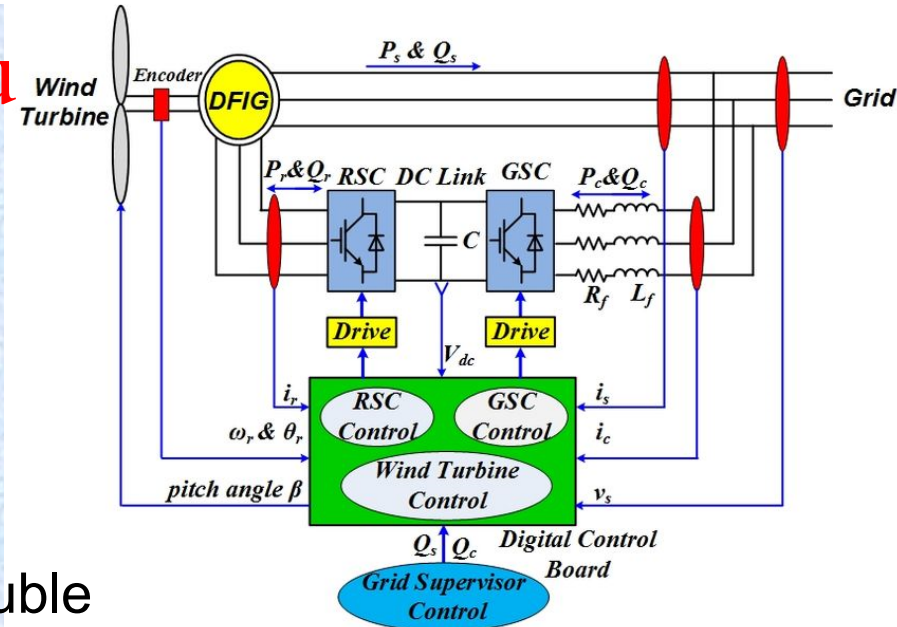 P_s & Q_s
Encoder
Wind
Turbine
DFIG
Grid
P_r&Q_r
RSC
DC Link
GSC
P_c&Q_c
C
R_f
L_f
Drive
Drive
V_dc
i_r
RSC
Control
GSC
Control
i_s
ω_r & θ_r
i_c
Wind Turbine
Control
pitch angle β
v_s
Q_s
Q_c
Digital Control
Board
Grid Supervisor
Control
uble